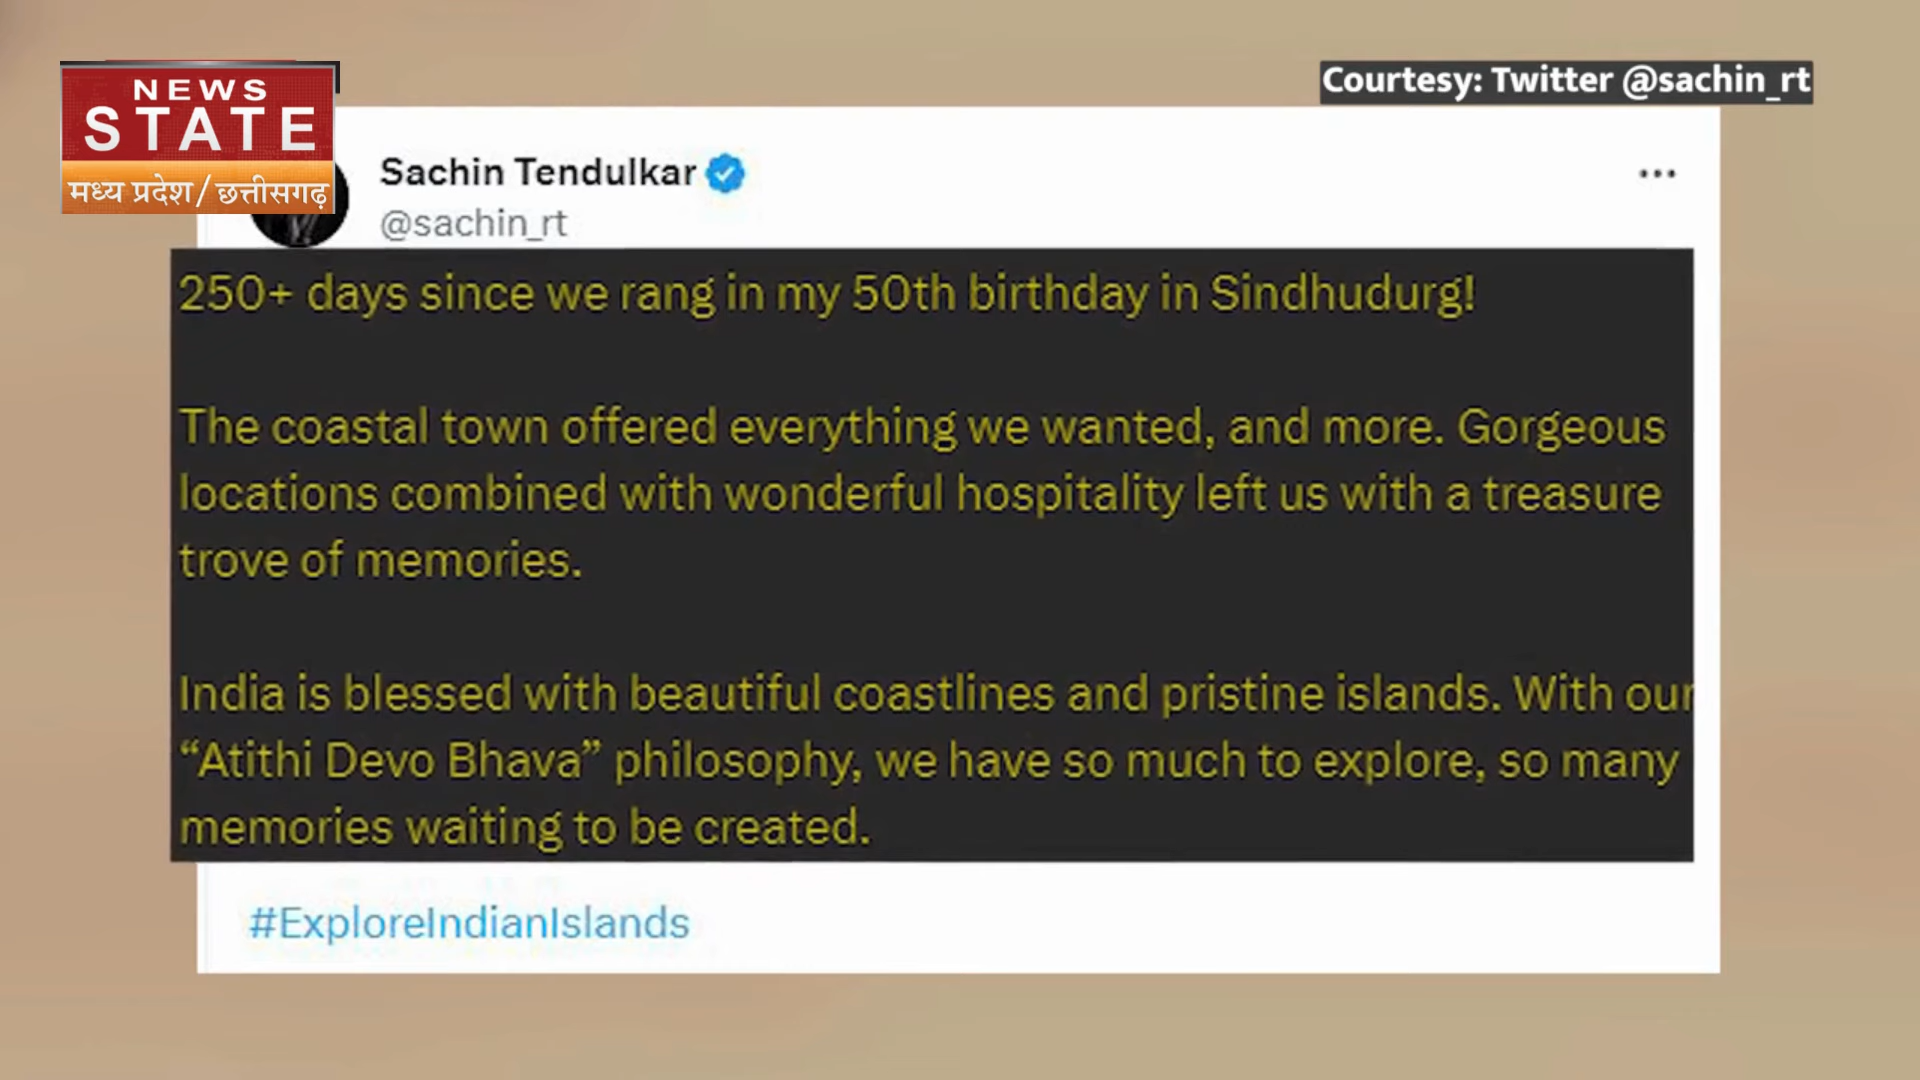 NEWS
STATE
मध्य प्रदेश/छत्तीसगढ़
Courtesy: Twitter @sachin_rt
Sachin Tendulkar
@sachin_rt
250+ days since we rang in my 50th birthday in Sindhudurg!
The coastal town offered everything we wanted, and more. Gorgeous
locations combined with wonderful hospitality left us with a treasure
trove of memories.
India is blessed with beautiful coastlines and pristine islands. With our
“Atithi Devo Bhava” philosophy, we have so much to explore, so many
memories waiting to be created.
#ExploreIndianIslands